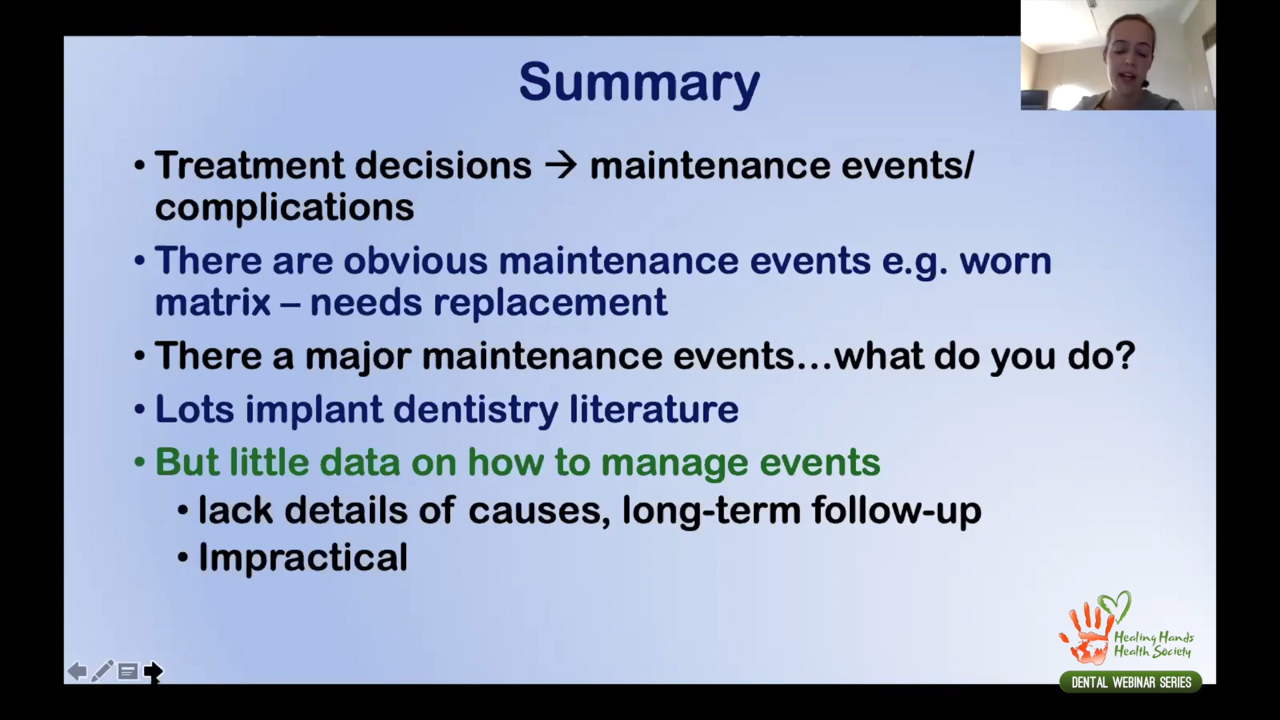 Summary
• Treatment decisions → maintenance events/
complications
• There are obvious maintenance events e.g. worn
matrix – needs replacement
• There a major maintenance events...what do you do?
• Lots implant dentistry literature
• But little data on how to manage events
• lack details of causes, long-term follow-up
• Impractical
Healing Hands
Health Society
DENTAL WEBINAR SERIES